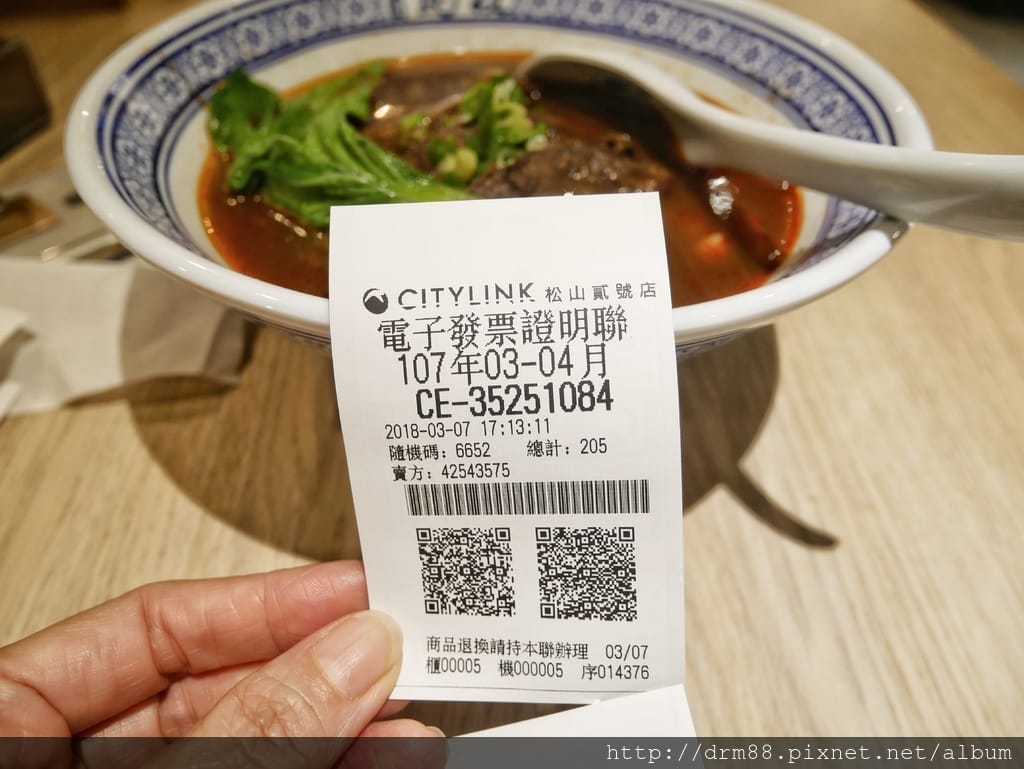 CITYLINK 松山貳號店
電子發票證明聯
107年03-04月
CE-35251084
2018-03-07 17:13:11
隨機碼: 6652 總計: 205
賣方: 42543575
商品退換請持本聯辦理 03/07
櫃00005 機000005 序014376
http://drm88.pixnet.net/album